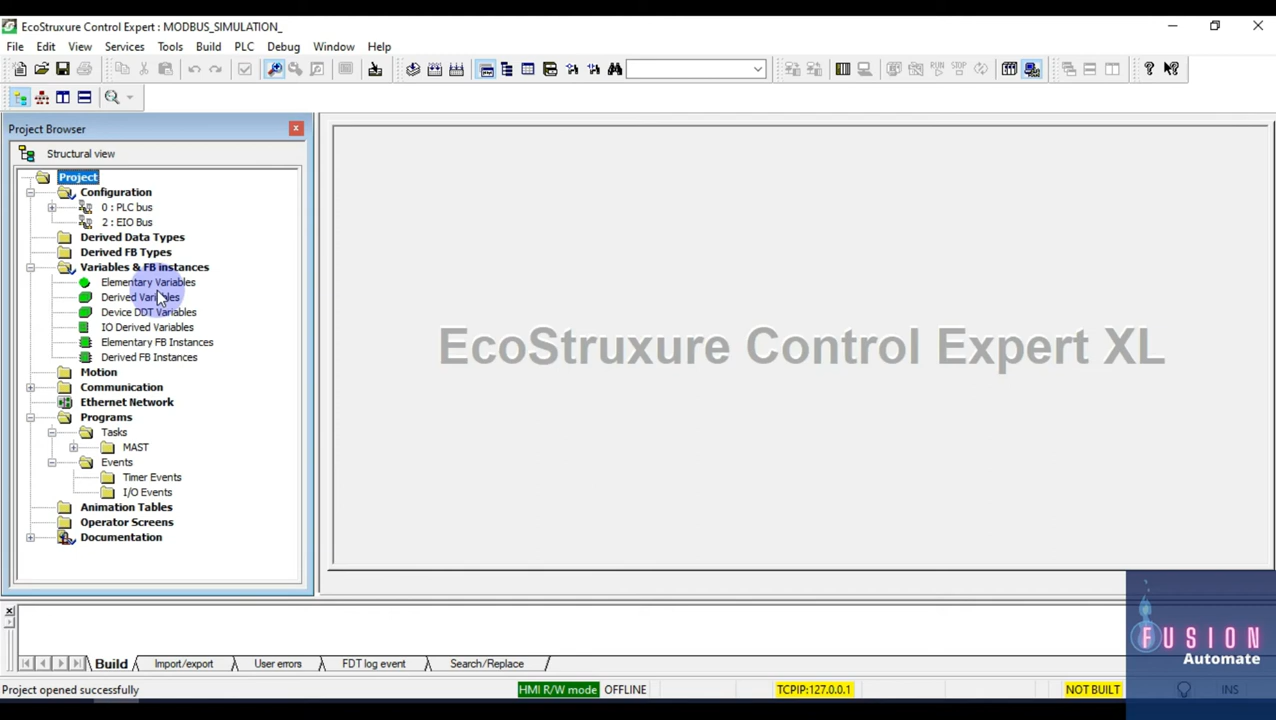 EcoStruxure Control Expert : MODBUS_SIMULATION_
File Edit View Services Tools Build PLC Debug Window Help
RUN STOP
Project Browser
Structural view
Project
Configuration
0 : PLC bus
2 : EIO Bus
Derived Data Types
Derived FB Types
Variables & FB instances
Elementary Variables
Derived Variables
Device DDT Variables
IO Derived Variables
Elementary FB Instances
Derived FB Instances
Motion
Communication
Ethernet Network
Programs
Tasks
MAST
Events
Timer Events
I/O Events
Animation Tables
Operator Screens
Documentation
EcoStruxure Control Expert XL
Build Import/export User errors FDT log event Search/Replace
Project opened successfully HMI R/W mode OFFLINE TCPIP:127.0.0.1 NOT BUILT INS
FUSION
Automate